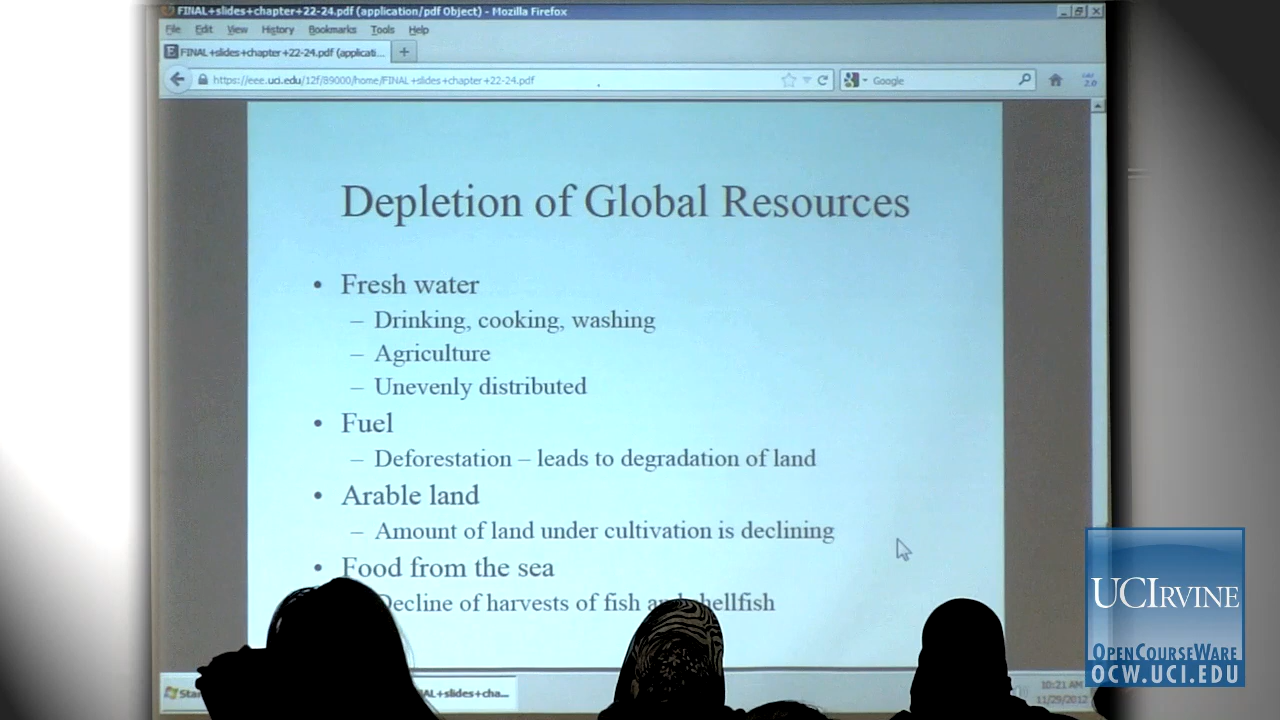 FINAL+slides+chapter+22-24.pdf (application/pdf Object) - Mozilla Firefox
File Edit View History Bookmarks Tools Help
FINAL+slides+chapter+22-24.pdf (applicati...
https://eee.uci.edu/12f/89000/home/FINAL+slides+chapter+22-24.pdf
Google
Depletion of Global Resources
• Fresh water
– Drinking, cooking, washing
– Agriculture
– Unevenly distributed
• Fuel
– Deforestation – leads to degradation of land
• Arable land
– Amount of land under cultivation is declining
• Food from the sea
Decline of harvests of fish and shellfish
UCIRVINE
OPENCOURSEWARE
OCW.UCI.EDU
AL+slides+cha...
10:21 AM
11/29/2012